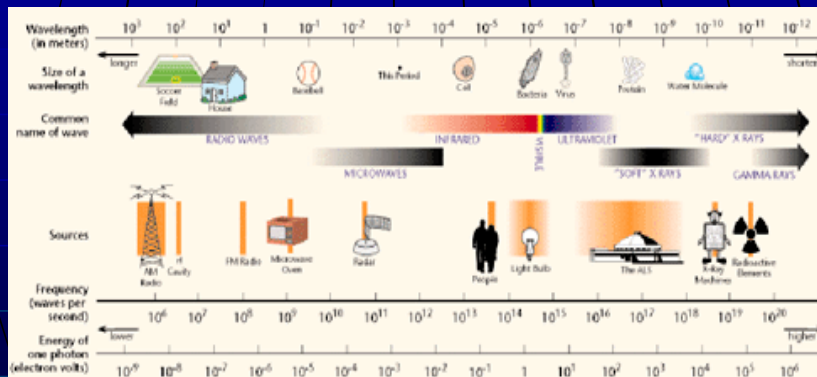 Wavelength
(in meters)
10³ 10² 10¹ 1 10⁻¹ 10⁻² 10⁻³ 10⁻⁴ 10⁻⁵ 10⁻⁶ 10⁻⁷ 10⁻⁸ 10⁻⁹ 10⁻¹⁰ 10⁻¹¹ 10⁻¹²
longer
shorter
Size of a
wavelength
Soccer
Field
House
Baseball
This Period
Cell
Bacteria
Virus
Protein
Water Molecule
Common
name of wave
RADIO WAVES
INFRARED
VISIBLE
ULTRAVIOLET
"HARD" X RAYS
MICROWAVES
"SOFT" X RAYS
GAMMA RAYS
Sources
AM
Radio
rf
Cavity
FM Radio
Microwave
Oven
Radar
People
Light Bulb
The ALS
X-Ray
Machines
Radioactive
Elements
Frequency
(waves per
second)
10⁶ 10⁷ 10⁸ 10⁹ 10¹⁰ 10¹¹ 10¹² 10¹³ 10¹⁴ 10¹⁵ 10¹⁶ 10¹⁷ 10¹⁸ 10¹⁹ 10²⁰
lower
higher
Energy of
one photon
(electron volts)
10⁻⁹ 10⁻⁸ 10⁻⁷ 10⁻⁶ 10⁻⁵ 10⁻⁴ 10⁻³ 10⁻² 10⁻¹ 1 10¹ 10² 10³ 10⁴ 10⁵ 10⁶